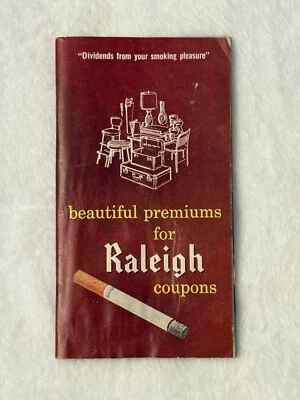 "Dividends from your smoking pleasure"
beautiful premiums
for
Raleigh
coupons